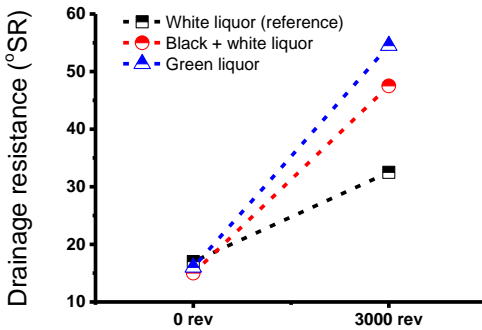 White liquor (reference)
Black + white liquor
Green liquor
Drainage resistance (°SR)
60
50
40
30
20
10
0 rev
3000 rev